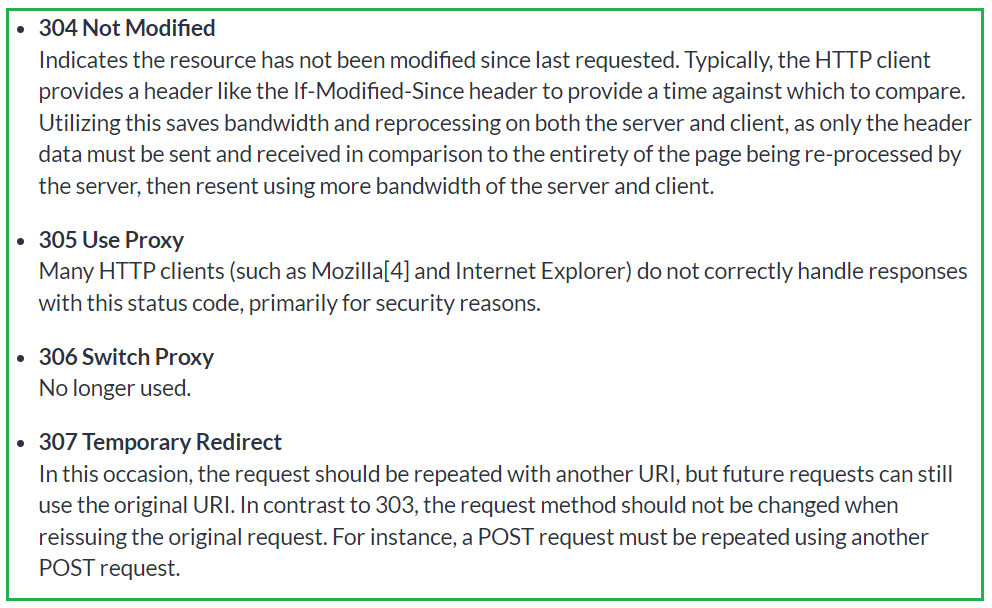 • 304 Not Modified
Indicates the resource has not been modified since last requested. Typically, the HTTP client
provides a header like the If-Modified-Since header to provide a time against which to compare.
Utilizing this saves bandwidth and reprocessing on both the server and client, as only the header
data must be sent and received in comparison to the entirety of the page being re-processed by
the server, then resent using more bandwidth of the server and client.
• 305 Use Proxy
Many HTTP clients (such as Mozilla[4] and Internet Explorer) do not correctly handle responses
with this status code, primarily for security reasons.
• 306 Switch Proxy
No longer used.
• 307 Temporary Redirect
In this occasion, the request should be repeated with another URI, but future requests can still
use the original URI. In contrast to 303, the request method should not be changed when
reissuing the original request. For instance, a POST request must be repeated using another
POST request.